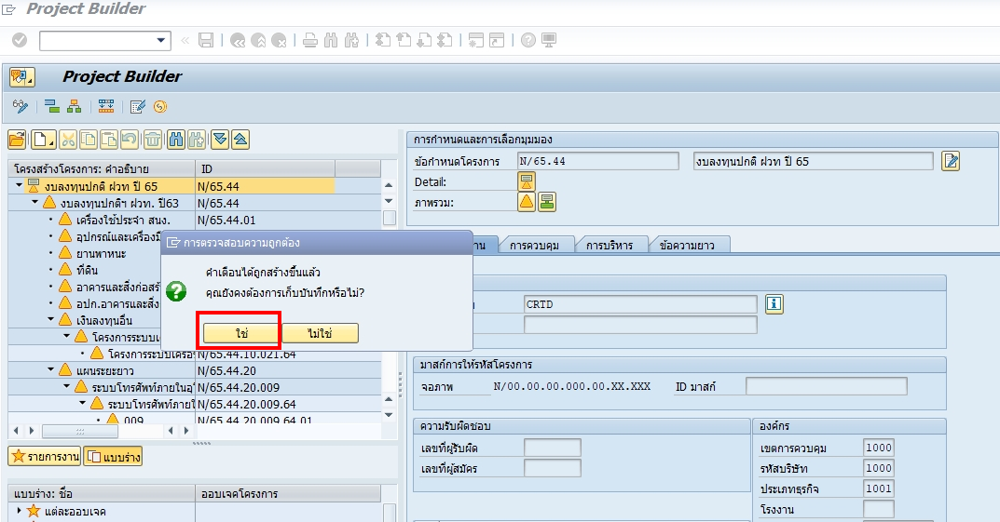 Project Builder
Project Builder
การกำหนดและการเลือกมุมมอง
ข้อกำหนดโครงการ N/65.44 งบลงทุนปกติ ฝวท ปี 65
Detail:
ภาพรวม:
โครงสร้างโครงการ: คำอธิบาย ID
งบลงทุนปกติ ฝวท ปี 65 N/65.44
งบลงทุนปกติฯ ฝวท. ปี63 N/65.44
เครื่องใช้ประจำ สนง. N/65.44.01
อุปกรณ์และเครื่องมื
ยานพาหนะ
ที่ดิน
อาคารและสิ่งก่อสร้
อปก.อาคารและสิ่ง
เงินลงทุนอื่น
โครงการระบบเ
โครงการระบบเครือ N/65.44.10.021.64
แผนระยะยาว N/65.44.20
ระบบโทรศัพท์ภายในอุ N/65.44.20.009
ระบบโทรศัพท์ภายใ N/65.44.20.009.64
009 N/65.44.20.009.64.01
การตรวจสอบความถูกต้อง
คำเตือนได้ถูกสร้างขึ้นแล้ว
คุณยังคงต้องการเก็บบันทึกหรือไม่?
ใช่ ไม่ใช่
าน การควบคุม การบริหาร ข้อความยาว
CRTD
มาสก์การให้รหัสโครงการ
จอภาพ N/00.00.00.000.00.XX.XXX ID มาสก์
ความรับผิดชอบ องค์กร
เลขที่ผู้รับผิด
เลขที่ผู้สมัคร
เขตการควบคุม 1000
รหัสบริษัท 1000
ประเภทธุรกิจ 1001
โรงงาน
รายการงาน แบบร่าง
แบบร่าง: ชื่อ ออบเจคโครงการ
แต่ละออบเจค